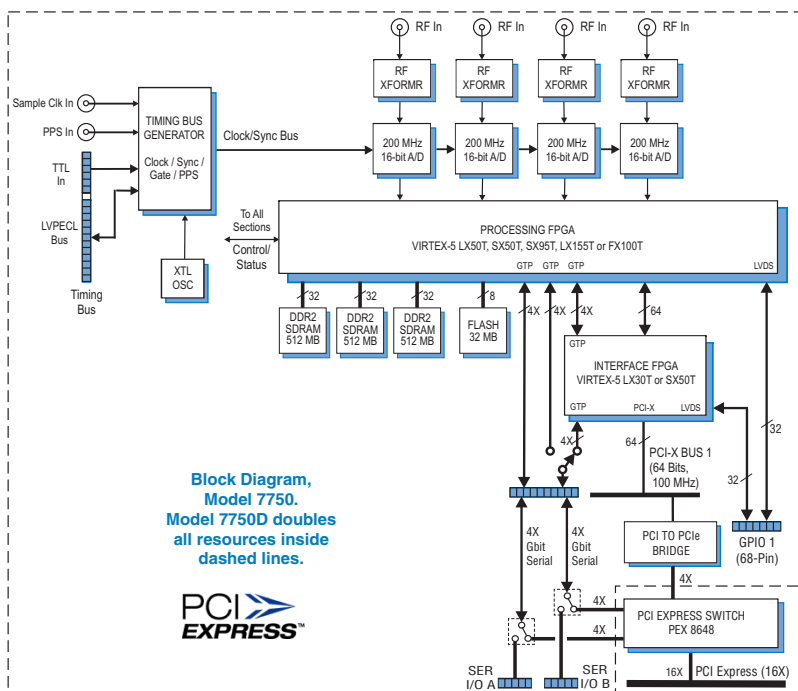 RF In
RF In
RF In
RF In
RF
XFORMR
RF
XFORMR
RF
XFORMR
RF
XFORMR
Sample Clk In
PPS In
TTL
In
LVPECL
Bus
Timing
Bus
TIMING BUS
GENERATOR
Clock / Sync /
Gate / PPS
XTL
OSC
Clock/Sync Bus
200 MHz
16-bit A/D
200 MHz
16-bit A/D
200 MHz
16-bit A/D
200 MHz
16-bit A/D
To All
Sections
Control/
Status
PROCESSING FPGA
VIRTEX-5 LX50T, SX50T, SX95T, LX155T or FX100T
GTP
GTP
GTP
LVDS
32
32
32
8
4X
4X
4X
64
DDR2
SDRAM
512 MB
DDR2
SDRAM
512 MB
DDR2
SDRAM
512 MB
FLASH
32 MB
GTP
INTERFACE FPGA
VIRTEX-5 LX30T or SX50T
GTP
PCI-X
LVDS
4X
64
32
32
PCI-X BUS 1
(64 Bits,
100 MHz)
Block Diagram,
Model 7750.
Model 7750D doubles
all resources inside
dashed lines.
4X
Gbit
Serial
4X
Gbit
Serial
PCI TO PCIe
BRIDGE
GPIO 1
(68-Pin)
4X
4X
4X
PCI EXPRESS SWITCH
PEX 8648
PCI
EXPRESS™
SER
I/O A
SER
I/O B
16X
PCI Express (16X)